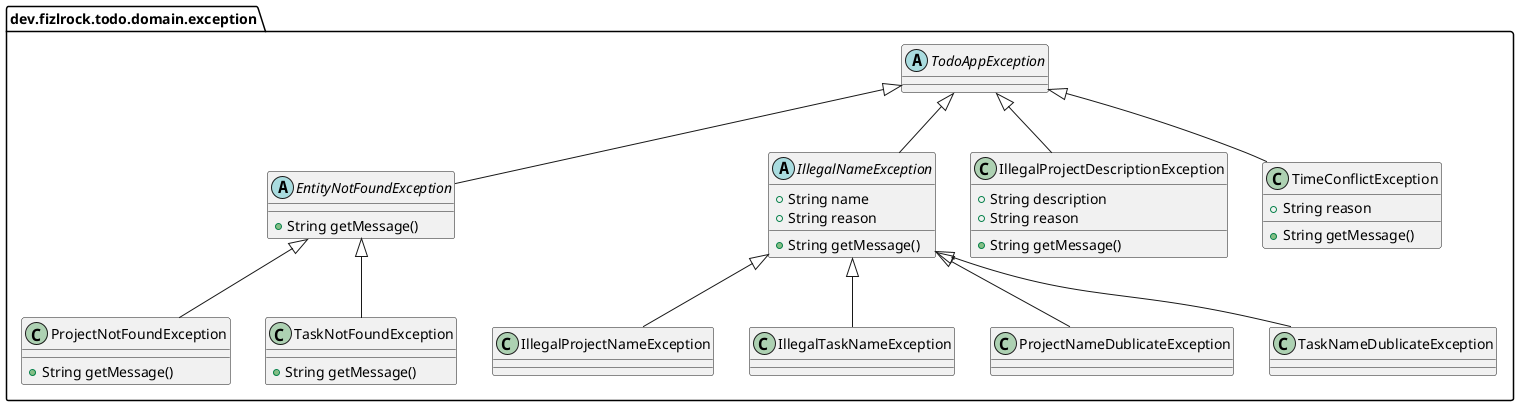 dev.fizlrock.todo.domain.exception
A TodoAppException
A EntityNotFoundException
String getMessage()
A IllegalNameException
String name
String reason
String getMessage()
C IllegalProjectDescriptionException
String description
String reason
String getMessage()
C TimeConflictException
String reason
String getMessage()
C ProjectNotFoundException
String getMessage()
C TaskNotFoundException
String getMessage()
C IllegalProjectNameException
C IllegalTaskNameException
C ProjectNameDublicateException
C TaskNameDublicateException